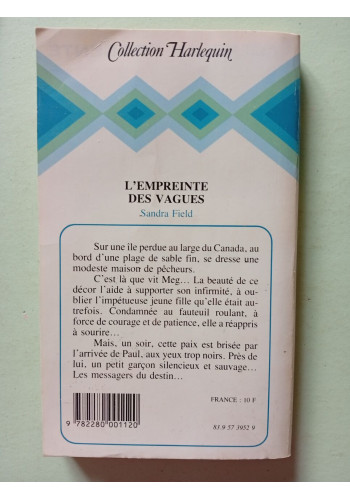 Collection Harlequin
L'EMPREINTE
DES VAGUES
Sandra Field
Sur une île perdue au large du Canada, au
bord d'une plage de sable fin, se dresse une
modeste maison de pêcheurs.
C'est là que vit Meg... La beauté de ce
décor l'aide à supporter son infirmité, à ou-
blier l'impétueuse jeune fille qu'elle était au-
trefois. Condamnée au fauteuil roulant, à
force de courage et de patience, elle a réappris
à sourire...
Mais, un soir, cette paix est brisée par
l'arrivée de Paul, aux yeux trop noirs. Près de
lui, un petit garçon silencieux et sauvage...
Les messagers du destin...
FRANCE : 10 F
9 782280 001120
83.9 57 3952 9